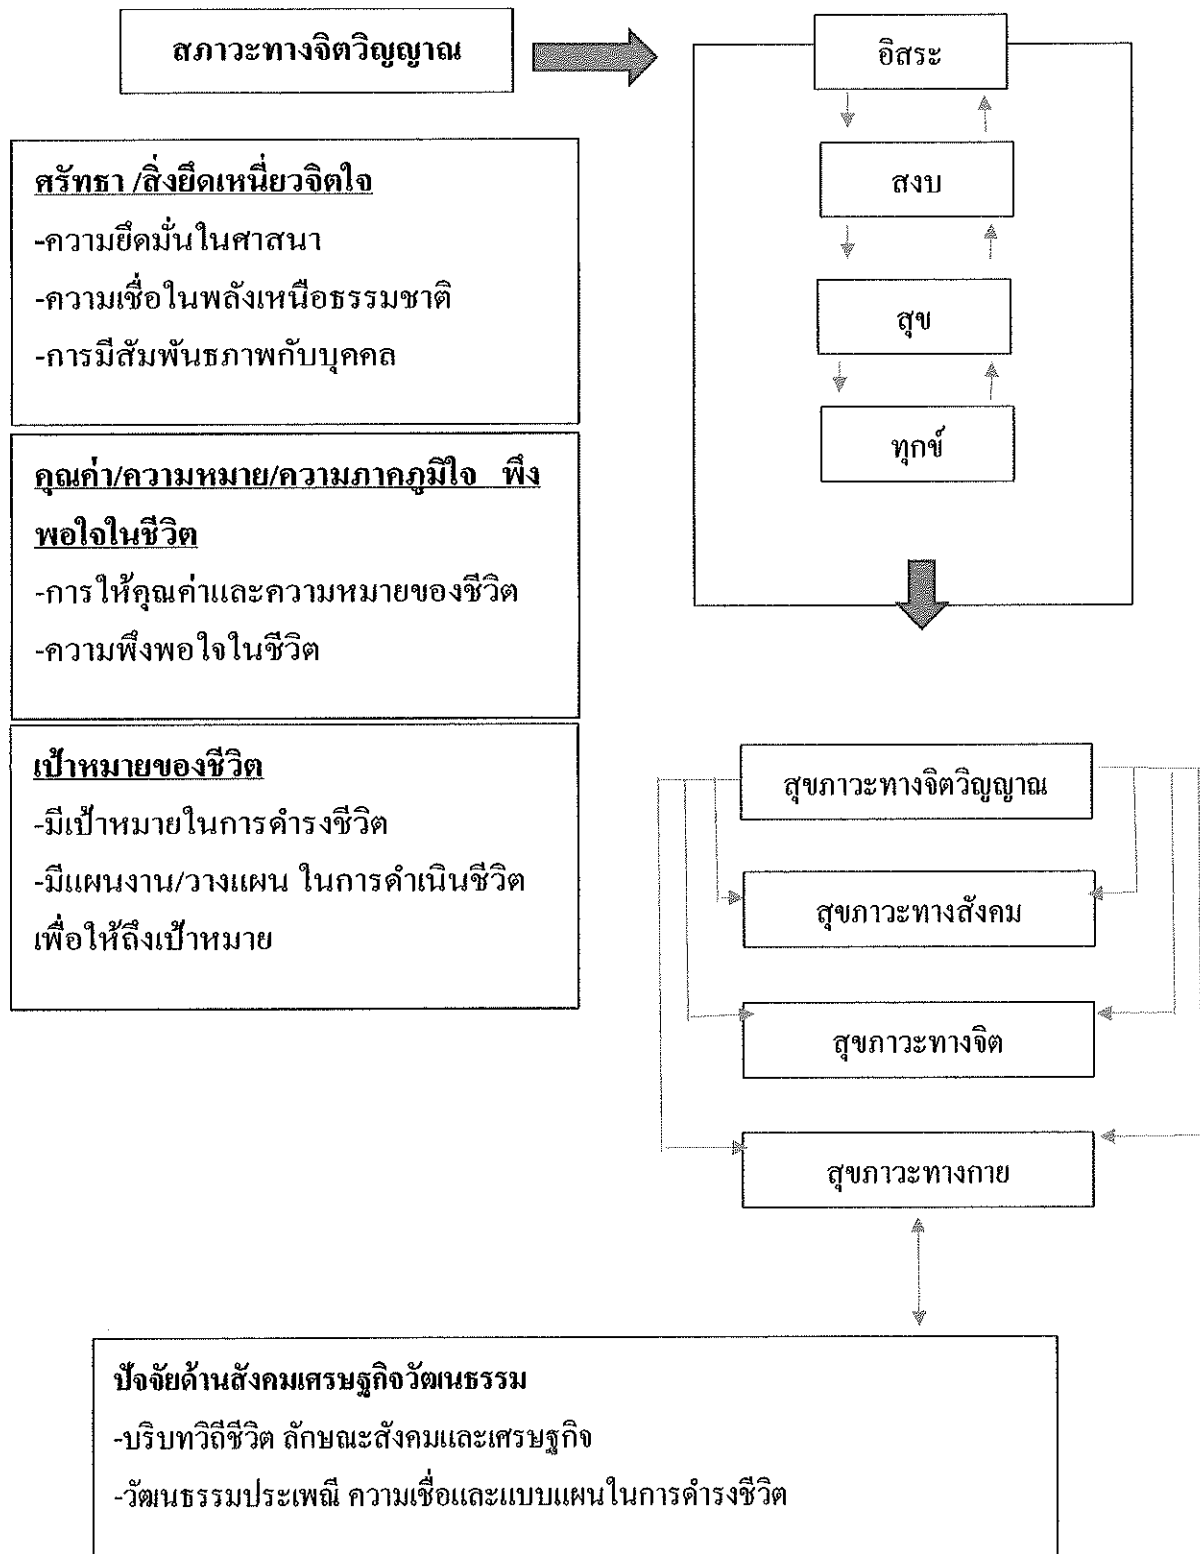 สภาวะทางจิตวิญญาณ
อิสระ
สงบ
สุข
ทุกข์
ศรัทธา /สิ่งยึดเหนี่ยวจิตใจ
-ความยึดมั่นในศาสนา
-ความเชื่อในพลังเหนือธรรมชาติ
-การมีสัมพันธภาพกับบุคคล
คุณค่า/ความหมาย/ความภาคภูมิใจ พึง
พอใจในชีวิต
-การให้คุณค่าและความหมายของชีวิต
-ความพึงพอใจในชีวิต
เป้าหมายของชีวิต
-มีเป้าหมายในการดำรงชีวิต
-มีแผนงาน/วางแผน ในการดำเนินชีวิต
เพื่อให้ถึงเป้าหมาย
สุขภาวะทางจิตวิญญาณ
สุขภาวะทางสังคม
สุขภาวะทางจิต
สุขภาวะทางกาย
ปัจจัยด้านสังคมเศรษฐกิจวัฒนธรรม
-บริบทวิถีชีวิต ลักษณะสังคมและเศรษฐกิจ
-วัฒนธรรมประเพณี ความเชื่อและแบบแผนในการดำรงชีวิต